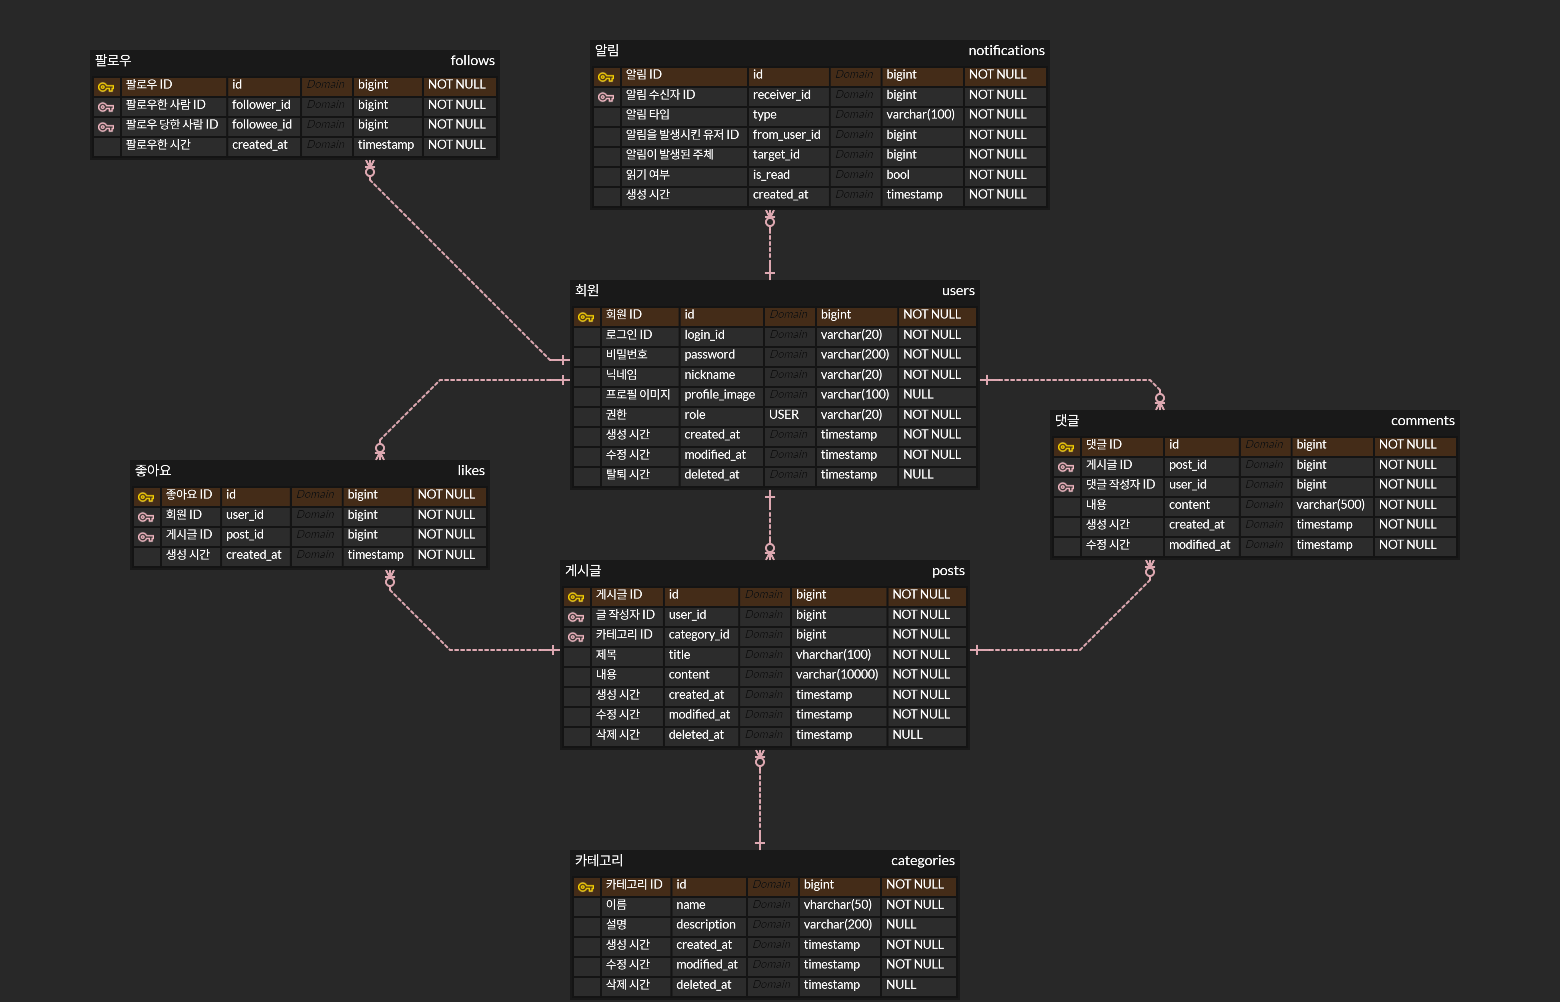 팔로우 follows
팔로우 ID id Domain bigint NOT NULL
팔로우한 사람 ID follower_id Domain bigint NOT NULL
팔로우 당한 사람 ID followee_id Domain bigint NOT NULL
팔로우한 시간 created_at Domain timestamp NOT NULL
알림 notifications
알림 ID id Domain bigint NOT NULL
알림 수신자 ID receiver_id Domain bigint NOT NULL
알림 타입 type Domain varchar(100) NOT NULL
알림을 발생시킨 유저 ID from_user_id Domain bigint NOT NULL
알림이 발생된 주체 target_id Domain bigint NOT NULL
읽기 여부 is_read Domain bool NOT NULL
생성 시간 created_at Domain timestamp NOT NULL
회원 users
회원 ID id Domain bigint NOT NULL
로그인 ID login_id Domain varchar(20) NOT NULL
비밀번호 password Domain varchar(200) NOT NULL
닉네임 nickname Domain varchar(20) NOT NULL
프로필 이미지 profile_image Domain varchar(100) NULL
권한 role USER varchar(20) NOT NULL
생성 시간 created_at Domain timestamp NOT NULL
수정 시간 modified_at Domain timestamp NOT NULL
탈퇴 시간 deleted_at Domain timestamp NULL
좋아요 likes
좋아요 ID id Domain bigint NOT NULL
회원 ID user_id Domain bigint NOT NULL
게시글 ID post_id Domain bigint NOT NULL
생성 시간 created_at Domain timestamp NOT NULL
댓글 comments
댓글 ID id Domain bigint NOT NULL
게시글 ID post_id Domain bigint NOT NULL
댓글 작성자 ID user_id Domain bigint NOT NULL
내용 content Domain varchar(500) NOT NULL
생성 시간 created_at Domain timestamp NOT NULL
수정 시간 modified_at Domain timestamp NOT NULL
게시글 posts
게시글 ID id Domain bigint NOT NULL
글 작성자 ID user_id Domain bigint NOT NULL
카테고리 ID category_id Domain bigint NOT NULL
제목 title Domain vharchar(100) NOT NULL
내용 content Domain varchar(10000) NOT NULL
생성 시간 created_at Domain timestamp NOT NULL
수정 시간 modified_at Domain timestamp NOT NULL
삭제 시간 deleted_at Domain timestamp NULL
카테고리 categories
카테고리 ID id Domain bigint NOT NULL
이름 name Domain vharchar(50) NOT NULL
설명 description Domain varchar(200) NULL
생성 시간 created_at Domain timestamp NOT NULL
수정 시간 modified_at Domain timestamp NOT NULL
삭제 시간 deleted_at Domain timestamp NULL